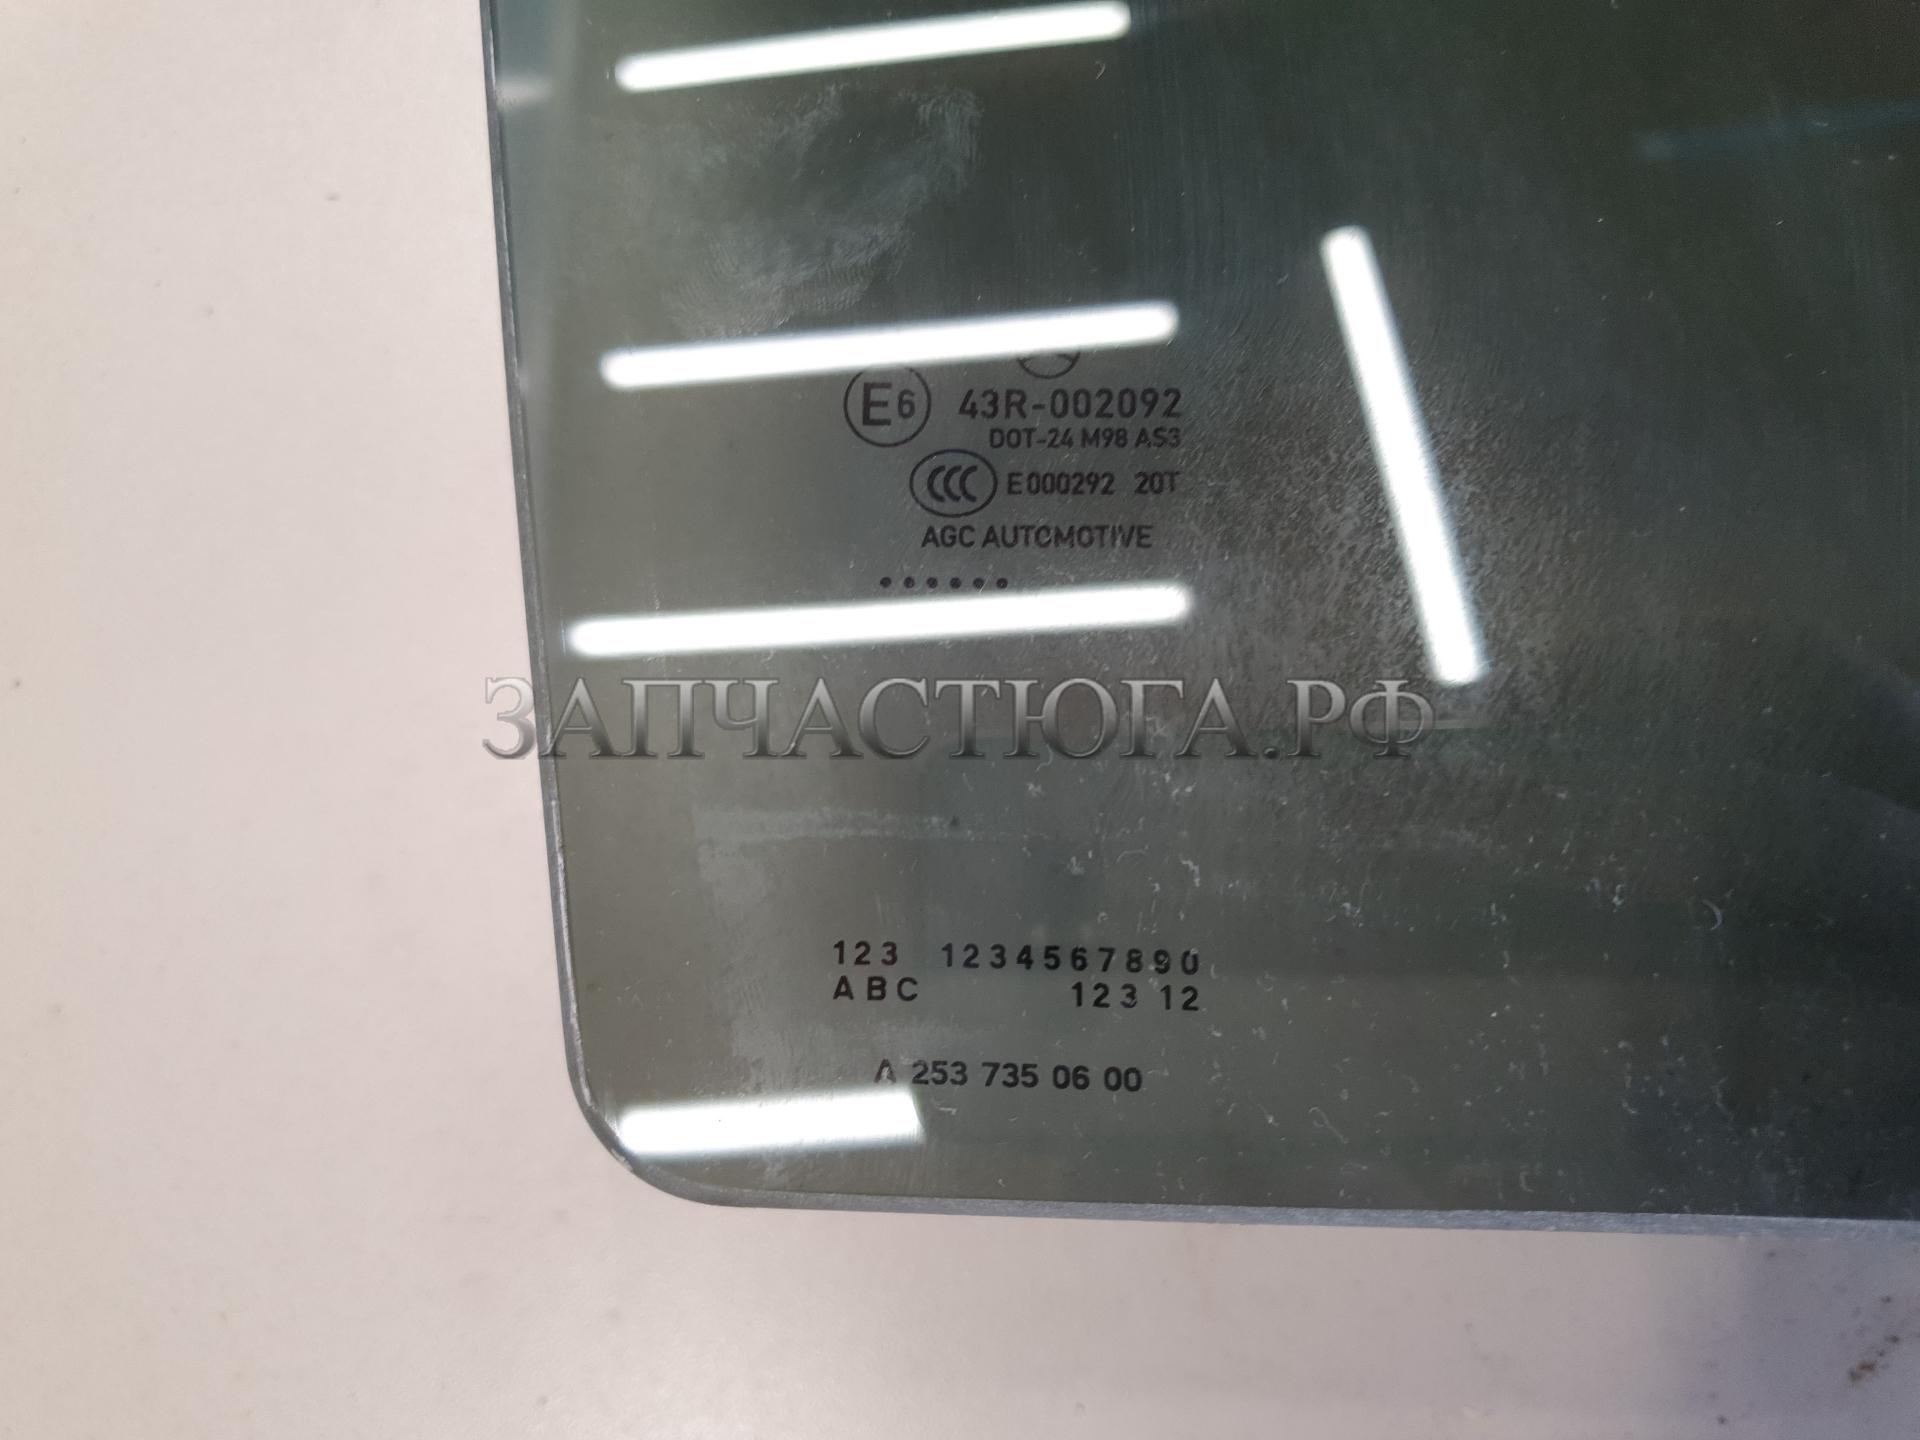 E6 43R-002092
DOT-24 M98 AS3
CCC E000292 20T
AGC AUTOMOTIVE
ЗАПЧАСТЮГА.РФ
123 1234567890
ABC 123 12
A 253 735 06 00